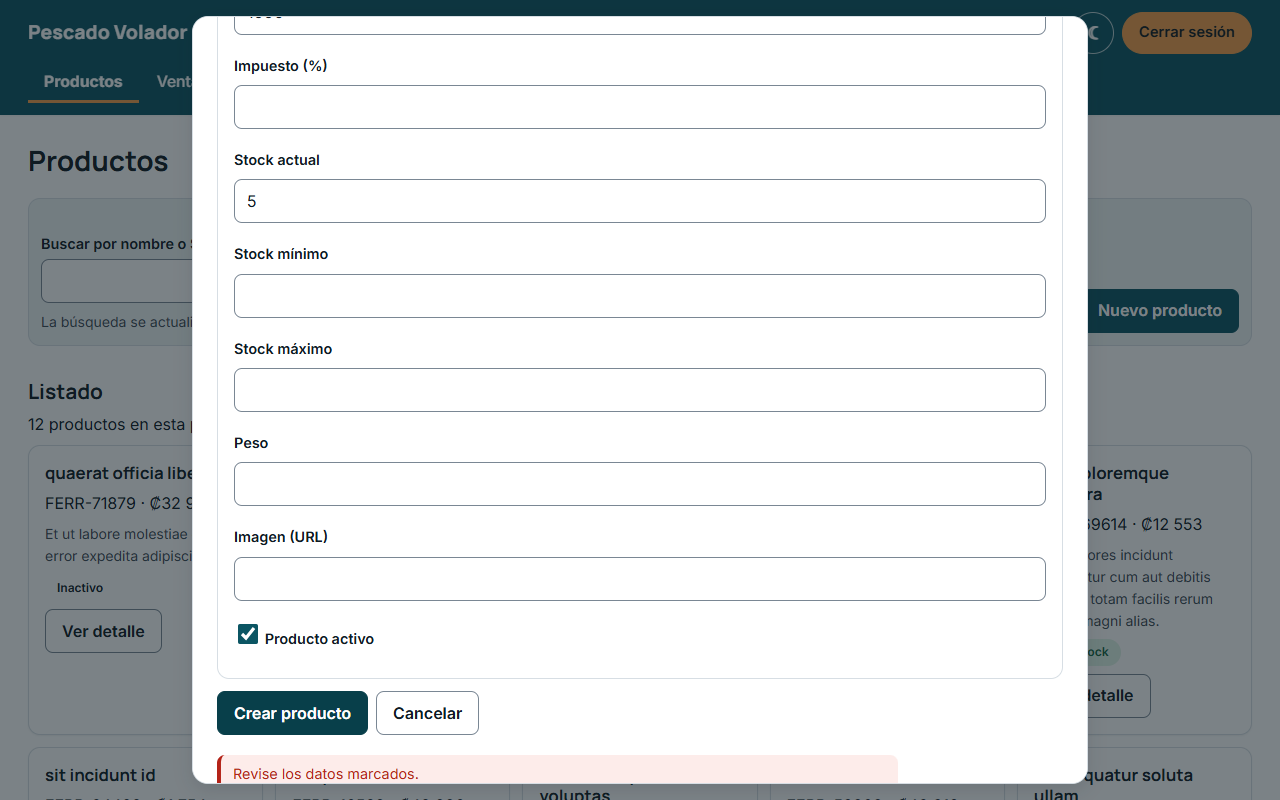 Pescado Volador
Cerrar sesión
Productos
Productos
Buscar por nombre o
La búsqueda se actuali
Nuevo producto
Listado
12 productos en esta
quaerat officia libe
FERR-71879 · ₡32 9
Et ut labore molestiae
error expedita adipisci
Inactivo
Ver detalle
sit incidunt id
Impuesto (%)
Stock actual
5
Stock mínimo
Stock máximo
Peso
Imagen (URL)
Producto activo
Crear producto
Cancelar
Revise los datos marcados.
oloremque
ra
69614 · ₡12 553
ores incidunt
tur cum aut debitis
totam facilis rerum
magni alias.
ock
detalle
quatur soluta
ullam
voluptas